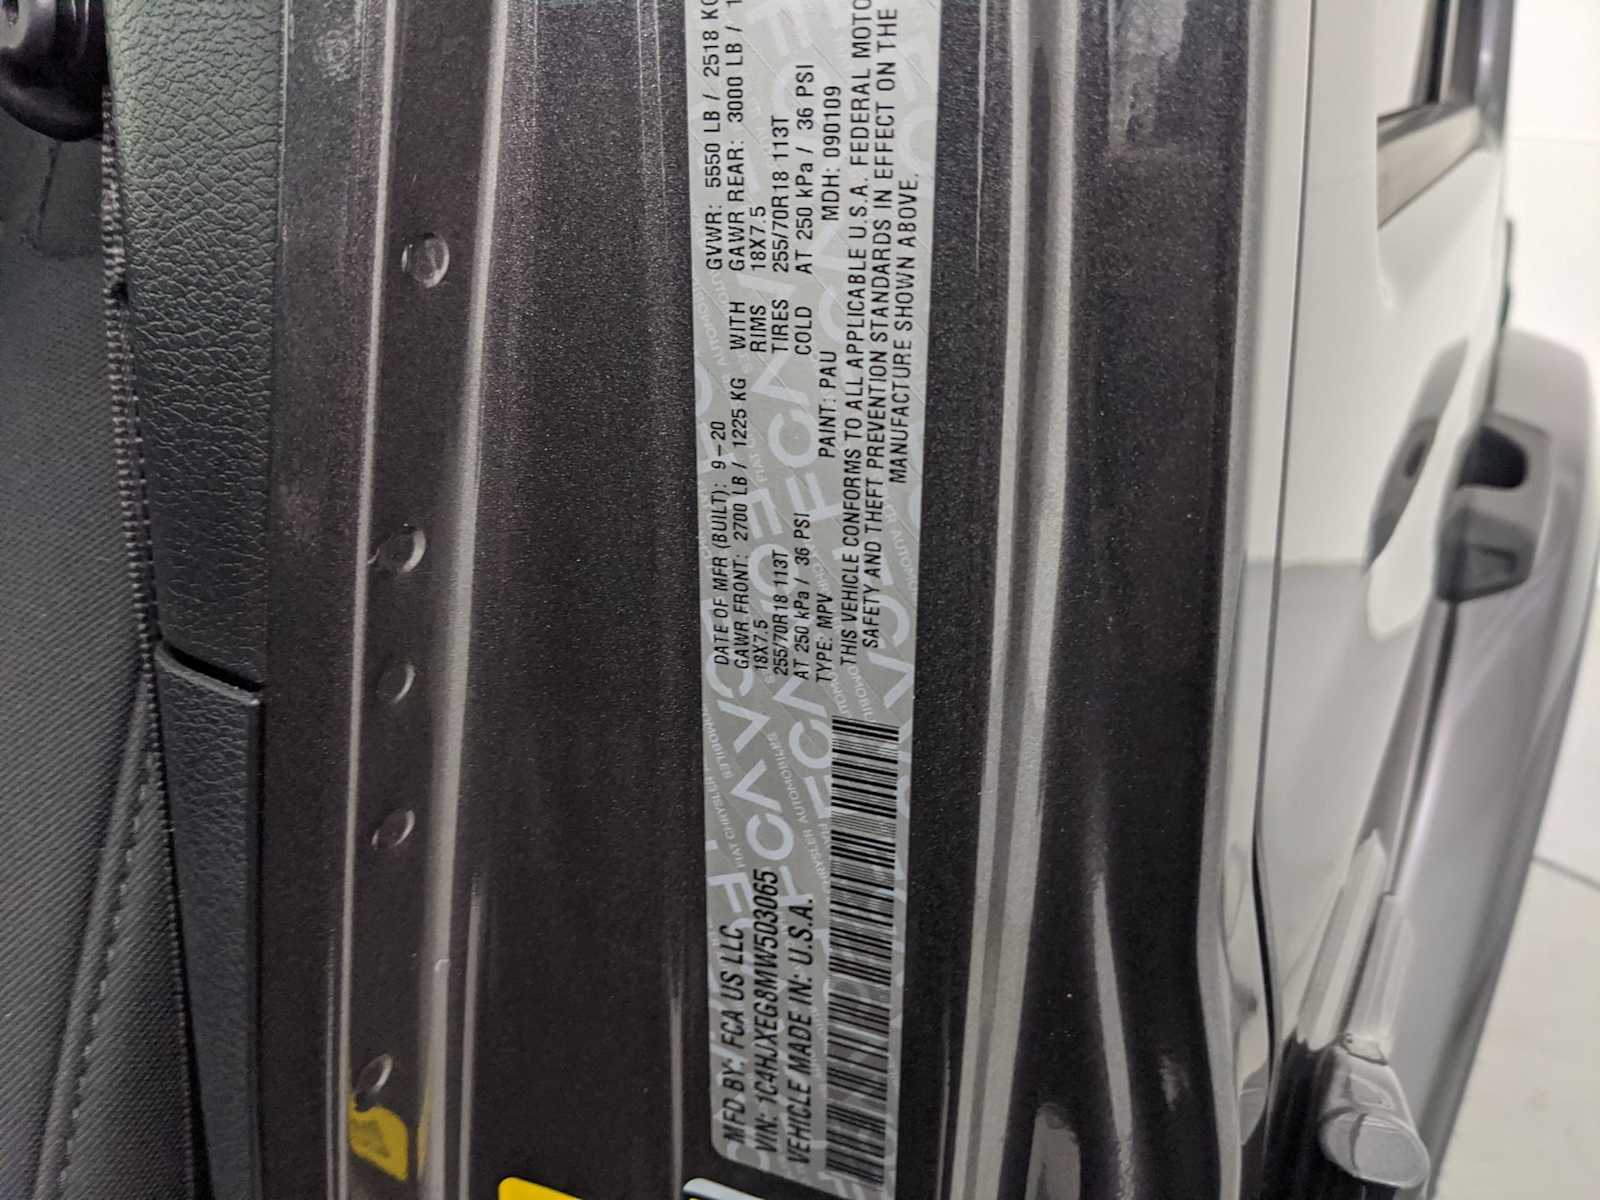 MFD BY: FCA US LLC DATE OF MFR (BUILT): 9-20 GVWR: 5550 LB / 2518 KG
VIN: 1C4HJXEG8MW503065 GAWR FRONT: 2700 LB / 1225 KG WITH GAWR REAR: 3000 LB /
18X7.5 RIMS 18X7.5
VEHICLE MADE IN: U.S.A. 255/70R18 113T TIRES 255/70R18 113T
AT 250 kPa / 36 PSI COLD AT 250 kPa / 36 PSI
TYPE: MPV PAINT: PAU MDH: 090109
THIS VEHICLE CONFORMS TO ALL APPLICABLE U.S.A. FEDERAL
SAFETY AND THEFT PREVENTION STANDARDS IN EFFECT ON THE
MANUFACTURE SHOWN ABOVE.